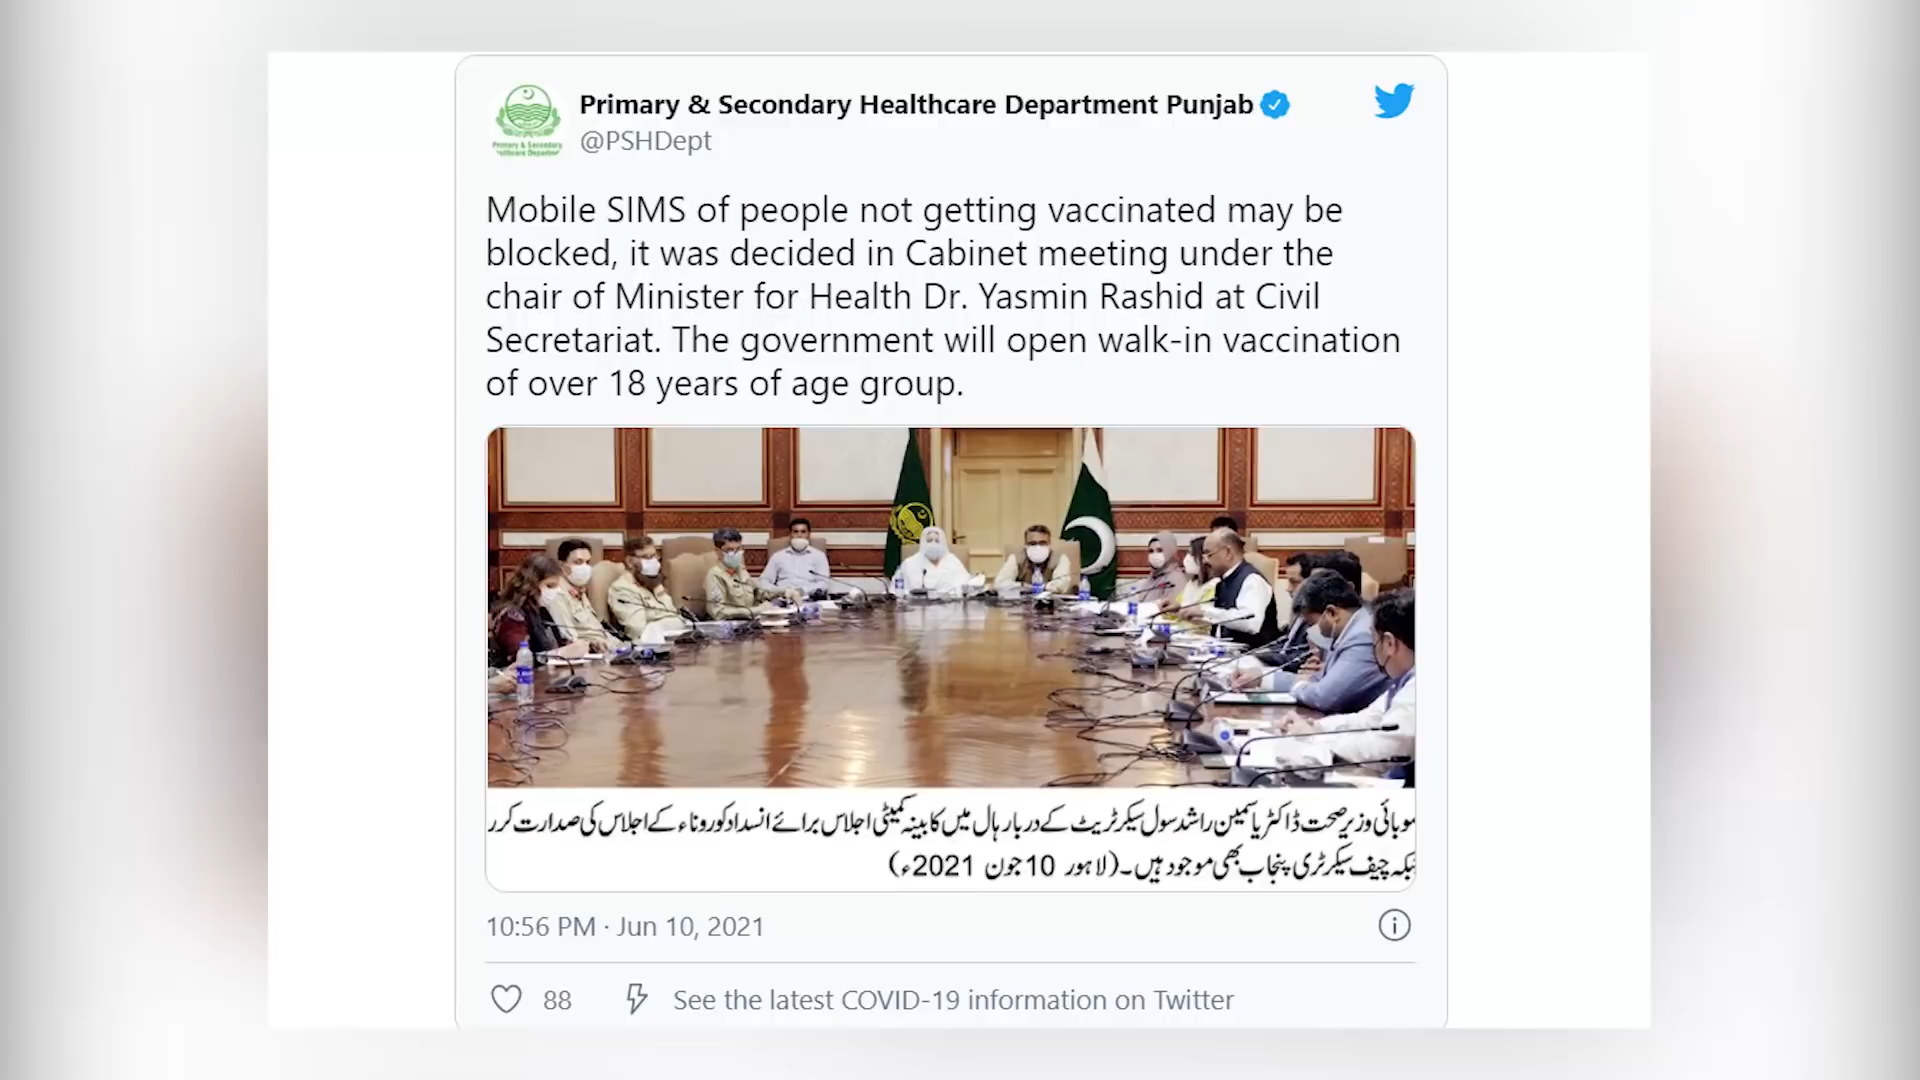 Primary & Secondary Healthcare Department Punjab
@PSHDept
Primary & Secondary
Healthcare Department
Mobile SIMS of people not getting vaccinated may be
blocked, it was decided in Cabinet meeting under the
chair of Minister for Health Dr. Yasmin Rashid at Civil
Secretariat. The government will open walk-in vaccination
of over 18 years of age group.
صوبائی وزیر صحت ڈاکٹر یاسمین راشد سول سیکرٹریٹ کے دربار ہال میں کابینہ کمیٹی اجلاس برائے انسداد کورونا ء کے اجلاس کی صدارت کرر
جبکہ چیف سیکرٹری پنجاب بھی موجود ہیں۔ (لاہور 10 جون 2021ء)
10:56 PM · Jun 10, 2021
88
See the latest COVID-19 information on Twitter